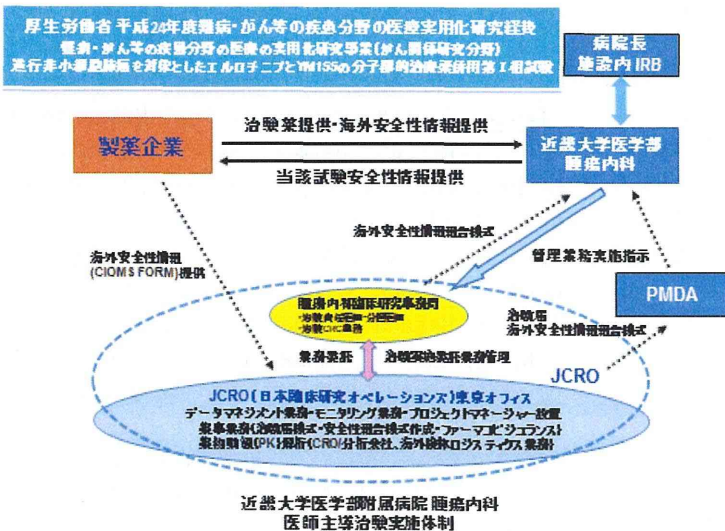 厚生労働省 平成24年度難病・がん等の疾患分野の医療実用化研究経費
難病・がん等の疾患分野の医療の実用化研究事業(がん関係研究分野)
進行非小細胞肺癌を対象としたエルロチニブとYM155の分子標的治療薬併用第Ⅰ相試験
病院長
施設内IRB
製薬企業
治験薬提供・海外安全性情報提供
当該試験安全性情報提供
近畿大学医学部
腫瘍内科
海外安全性情報
(CIOMS FORM)提供
海外安全性情報報告様式
管理業務実施指示
PMDA
腫瘍内科臨床研究事務局
・治験責任医師・分担医師
・治験CRC業務
治験届
海外安全性情報報告様式
業務委託
治験実施委託業務管理
JCRO
JCRO(日本臨床研究オペレーションズ)東京オフィス
データマネジメント業務・モニタリング業務・プロジェクトマネージャー設置
薬事業務(治験届様式・安全性報告様式作成・ファーマコビジュランス)
薬物動態(PK)解析(CRO/分析会社、海外検体ロジスティクス業務)
近畿大学医学部附属病院 腫瘍内科
医師主導治験実施体制